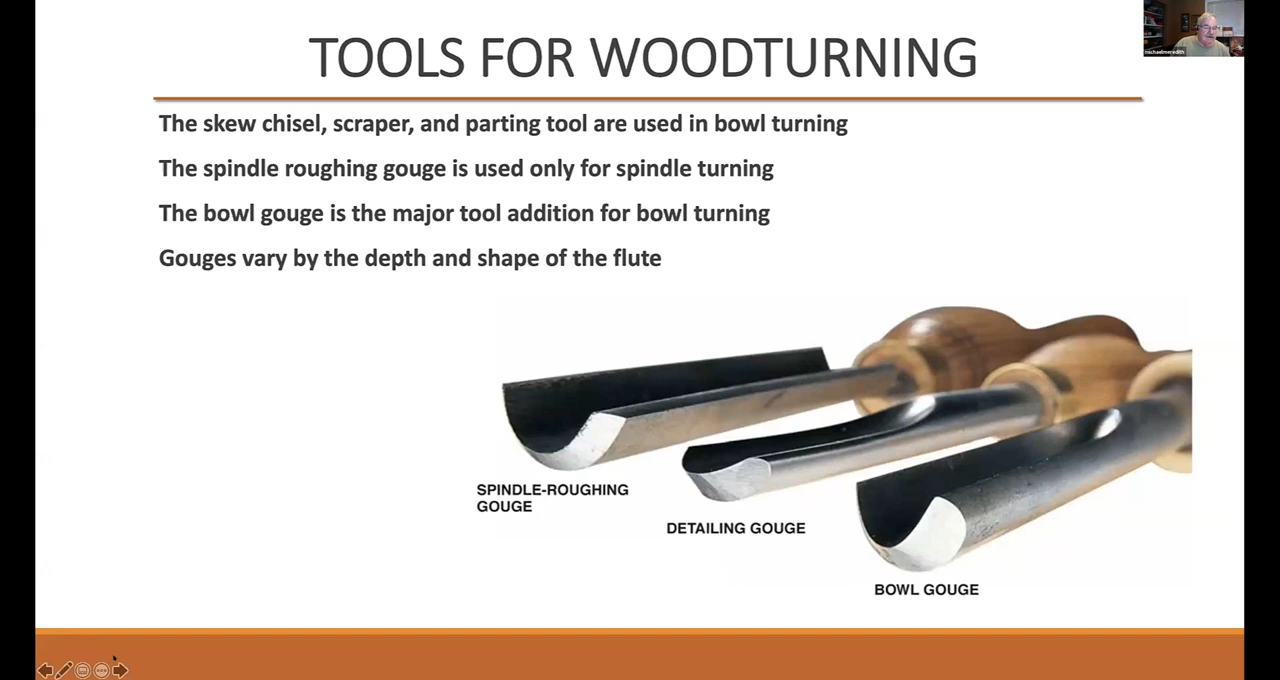 TOOLS FOR WOODTURNING
michaelmeredith
The skew chisel, scraper, and parting tool are used in bowl turning
The spindle roughing gouge is used only for spindle turning
The bowl gouge is the major tool addition for bowl turning
Gouges vary by the depth and shape of the flute
SPINDLE-ROUGHING
GOUGE
DETAILING GOUGE
BOWL GOUGE